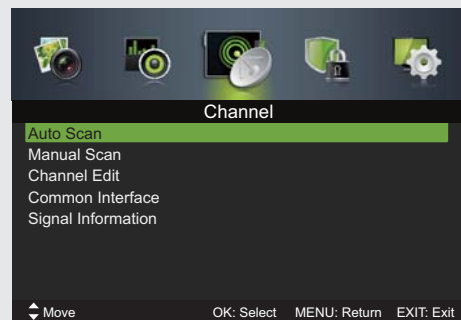 Channel
Auto Scan
Manual Scan
Channel Edit
Common Interface
Signal Information
Move OK: Select MENU: Return EXIT: Exit